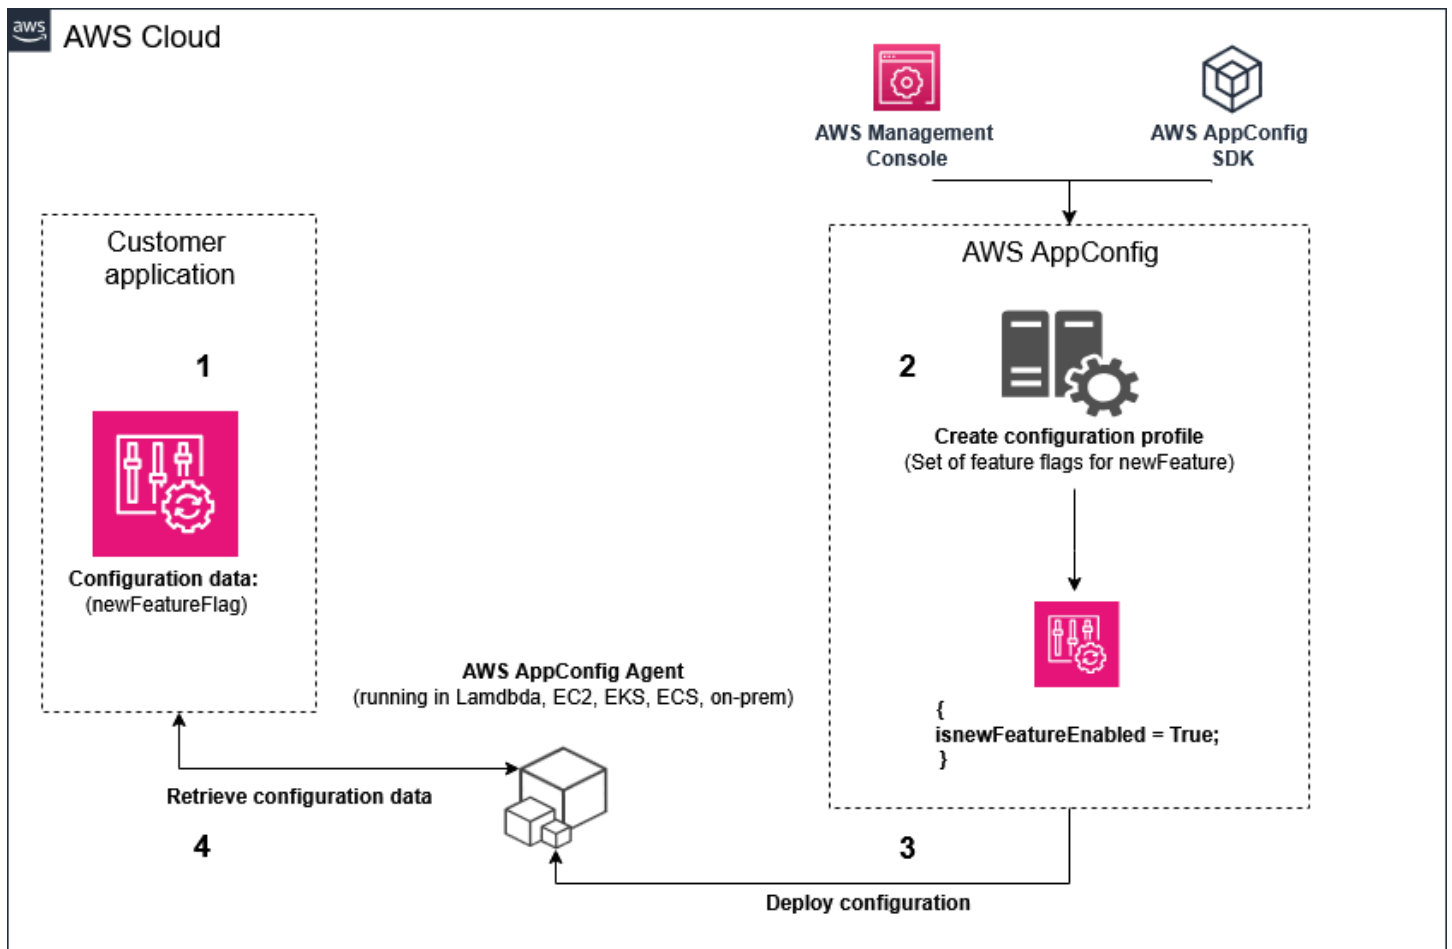 aws
AWS Cloud
AWS Management
Console
AWS AppConfig
SDK
Customer
application
1
Configuration data:
(newFeatureFlag)
AWS AppConfig
2
Create configuration profile
(Set of feature flags for newFeature)
{
isnewFeatureEnabled = True;
}
AWS AppConfig Agent
(running in Lamdbda, EC2, EKS, ECS, on-prem)
Retrieve configuration data
4
3
Deploy configuration